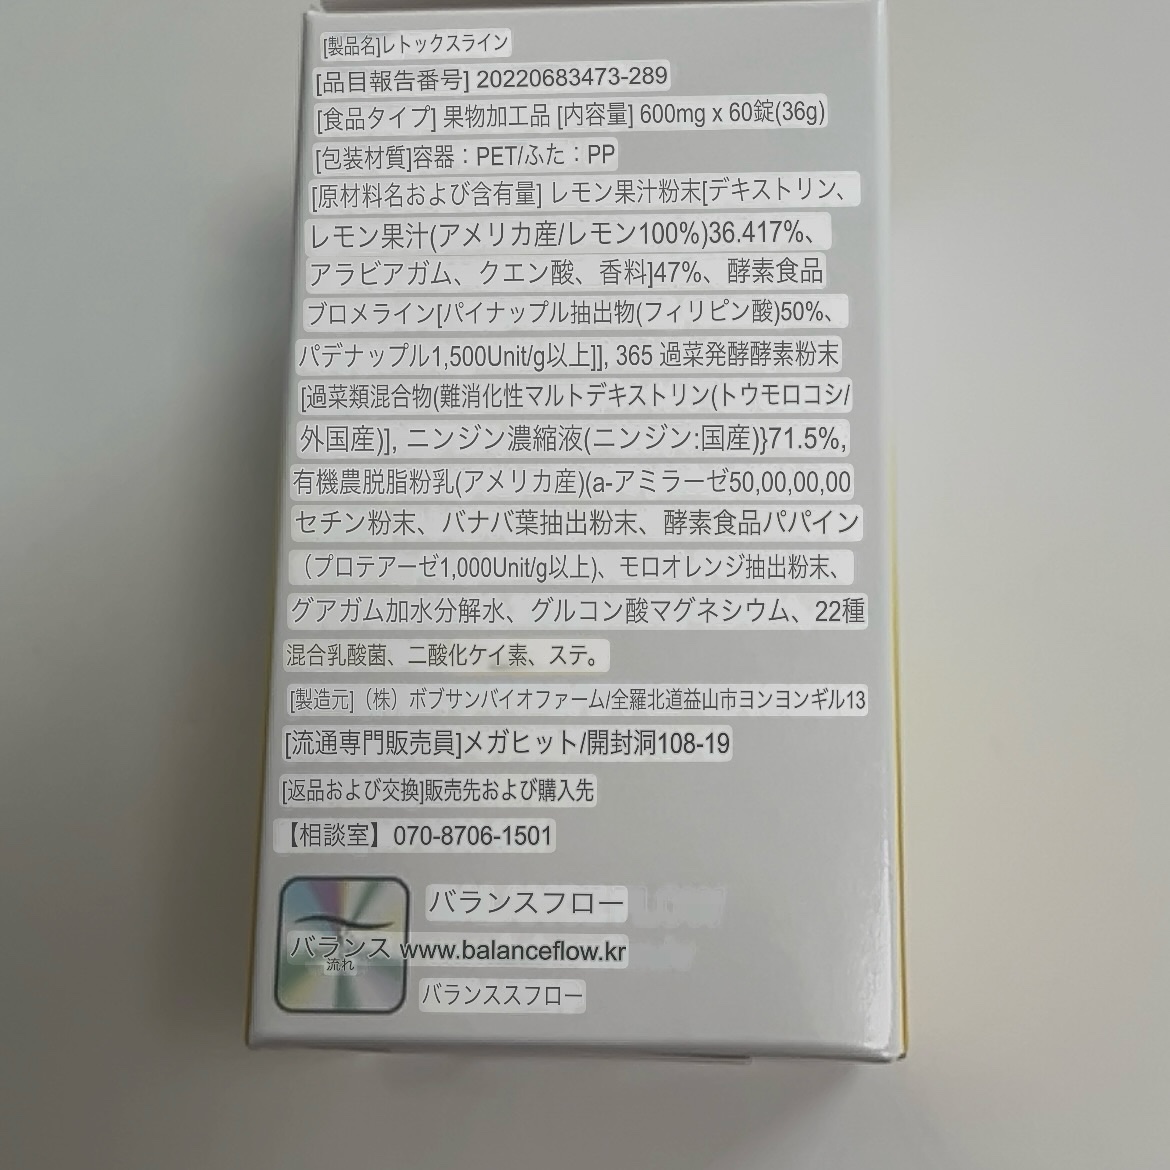 [製品名]レトックスライン
[品目報告番号] 20220683473-289
[食品タイプ] 果物加工品 [内容量] 600mg x 60錠(36g)
[包装材質]容器：PET/ふた：PP
[原材料名および含有量] レモン果汁粉末[デキストリン、
レモン果汁(アメリカ産/レモン100%)36.417%、
アラビアガム、クエン酸、香料]47%、酵素食品
ブロメライン[パイナップル抽出物(フィリピン酸)50%、
パデナップル1,500Unit/g以上]], 365 過菜発酵酵素粉末
[過菜類混合物(難消化性マルトデキストリン(トウモロコシ/
外国産)], ニンジン濃縮液(ニンジン:国産)}71.5%,
有機農脱脂粉乳(アメリカ産)(a-アミラーゼ50,00,00,00
セチン粉末、バナバ葉抽出粉末、酵素食品パパイン
（プロテアーゼ1,000Unit/g以上)、モロオレンジ抽出粉末、
グアガム加水分解水、グルコン酸マグネシウム、22種
混合乳酸菌、二酸化ケイ素、ステ。
[製造元]（株）ボブサンバイオファーム/全羅北道益山市ヨンヨンギル13
[流通専門販売員]メガヒット/開封洞108-19
[返品および交換]販売先および購入先
【相談室】070-8706-1501
バランスフロー
バランス www.balanceflow.kr
流れ
バランススフロー